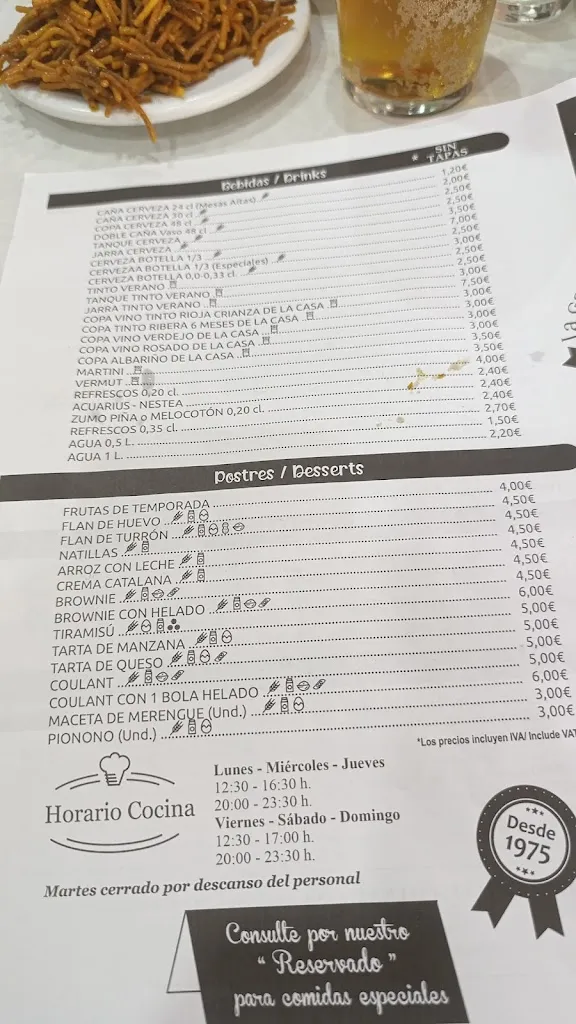 Bebidas / Drinks
* SIN
TAPAS
CAÑA CERVEZA 24 cl (Mesas Altas) 1,20€
CAÑA CERVEZA 30 cl 2,00€
COPA CERVEZA 48 cl 2,50€
DOBLE CAÑA Vaso 48 cl 2,50€
TANQUE CERVEZA 3,50€
JARRA CERVEZA 7,00€
CERVEZA BOTELLA 1/3 2,50€
CERVEZAA BOTELLA 1/3 (Especiales) 3,00€
CERVEZA BOTELLA 0,0-0,33 cl. 2,50€
TINTO VERANO 2,50€
TANQUE TINTO VERANO 3,00€
JARRA TINTO VERANO 7,50€
COPA VINO TINTO RIOJA CRIANZA DE LA CASA 3,00€
COPA TINTO RIBERA 6 MESES DE LA CASA 3,00€
COPA VINO VERDEJO DE LA CASA 3,00€
COPA VINO ROSADO DE LA CASA 3,00€
COPA ALBARIÑO DE LA CASA 3,50€
MARTINI 3,50€
VERMUT 4,00€
REFRESCOS 0,20 cl. 2,40€
ACUARIUS - NESTEA 2,40€
ZUMO PIÑA o MELOCOTÓN 0,20 cl. 2,40€
REFRESCOS 0,35 cl. 2,70€
AGUA 0,5 L. 1,50€
AGUA 1 L. 2,20€
Postres / Desserts
FRUTAS DE TEMPORADA 4,00€
FLAN DE HUEVO 4,50€
FLAN DE TURRÓN 4,50€
NATILLAS 4,50€
ARROZ CON LECHE 4,50€
CREMA CATALANA 4,50€
BROWNIE 4,50€
BROWNIE CON HELADO 6,00€
TIRAMISÚ 5,00€
TARTA DE MANZANA 5,00€
TARTA DE QUESO 5,00€
COULANT 5,00€
COULANT CON 1 BOLA HELADO 6,00€
MACETA DE MERENGUE (Und.) 3,00€
PIONONO (Und.) 3,00€
*Los precios incluyen IVA/ Include VAT
Horario Cocina
Lunes - Miércoles - Jueves
12:30 - 16:30 h.
20:00 - 23:30 h.
Viernes - Sábado - Domingo
12:30 - 17:00 h.
20:00 - 23:30 h.
Martes cerrado por descanso del personal
Desde
1975
Consulte por nuestro
“ Reservado ”
para comidas especiales